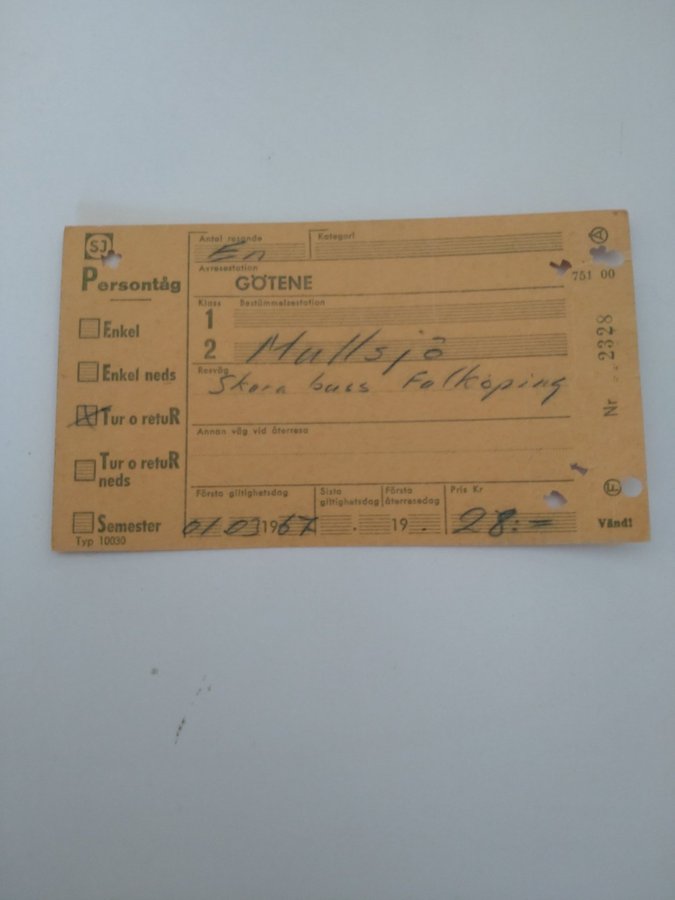 SJ
Persontåg
Enkel
Enkel neds
Tur o retuR
Tur o retuR
neds
Semester
Typ 10030
Antal resande
En
Kategori
Avresestation
GÖTENE
Klass
1
2
Bestämmelsestation
Mullsjö
Resväg
Skara buss Falköping
Annan väg vid återresa
Första giltighetsdag
01 03 1967
Sista
giltighetsdag
Första
återresedag
19
Pris Kr
28:=
A
751 00
Nr 2328
F
Vänd!